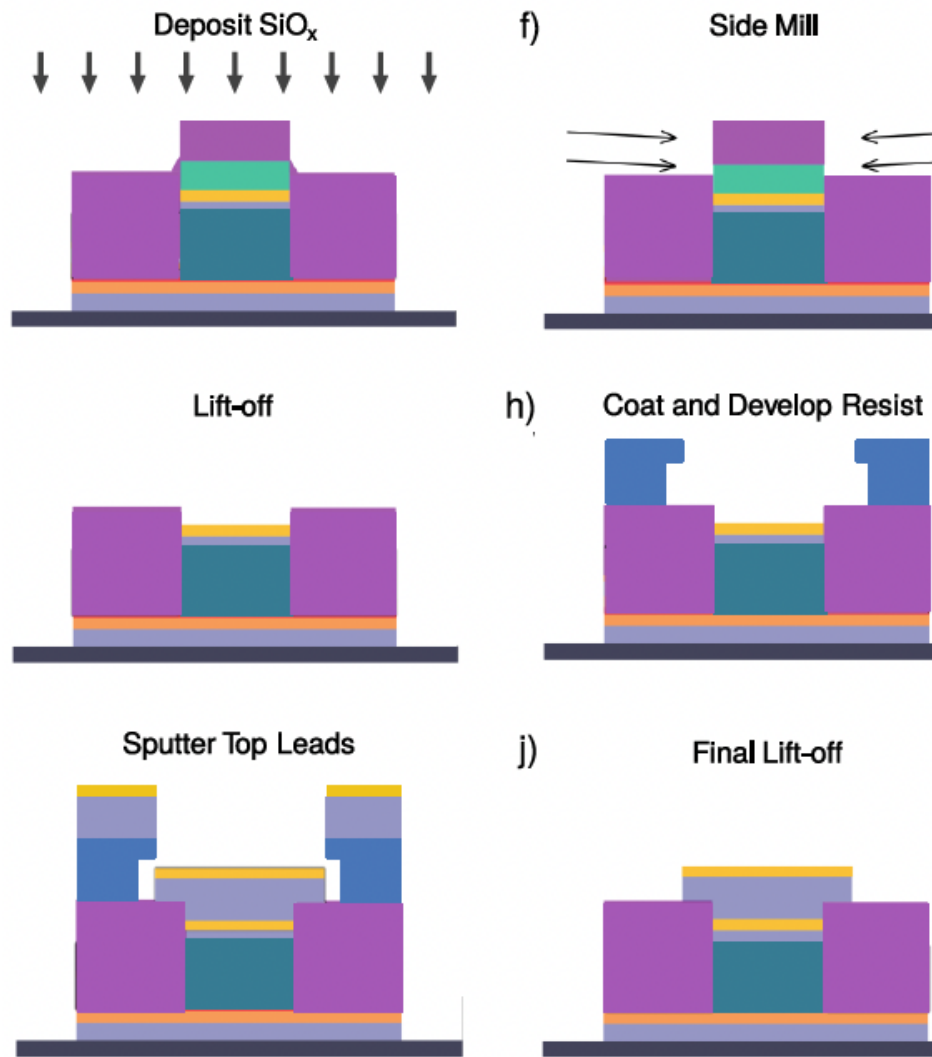 Deposit SiOₓ
f) Side Mill
Lift-off
h) Coat and Develop Resist
Sputter Top Leads
j) Final Lift-off